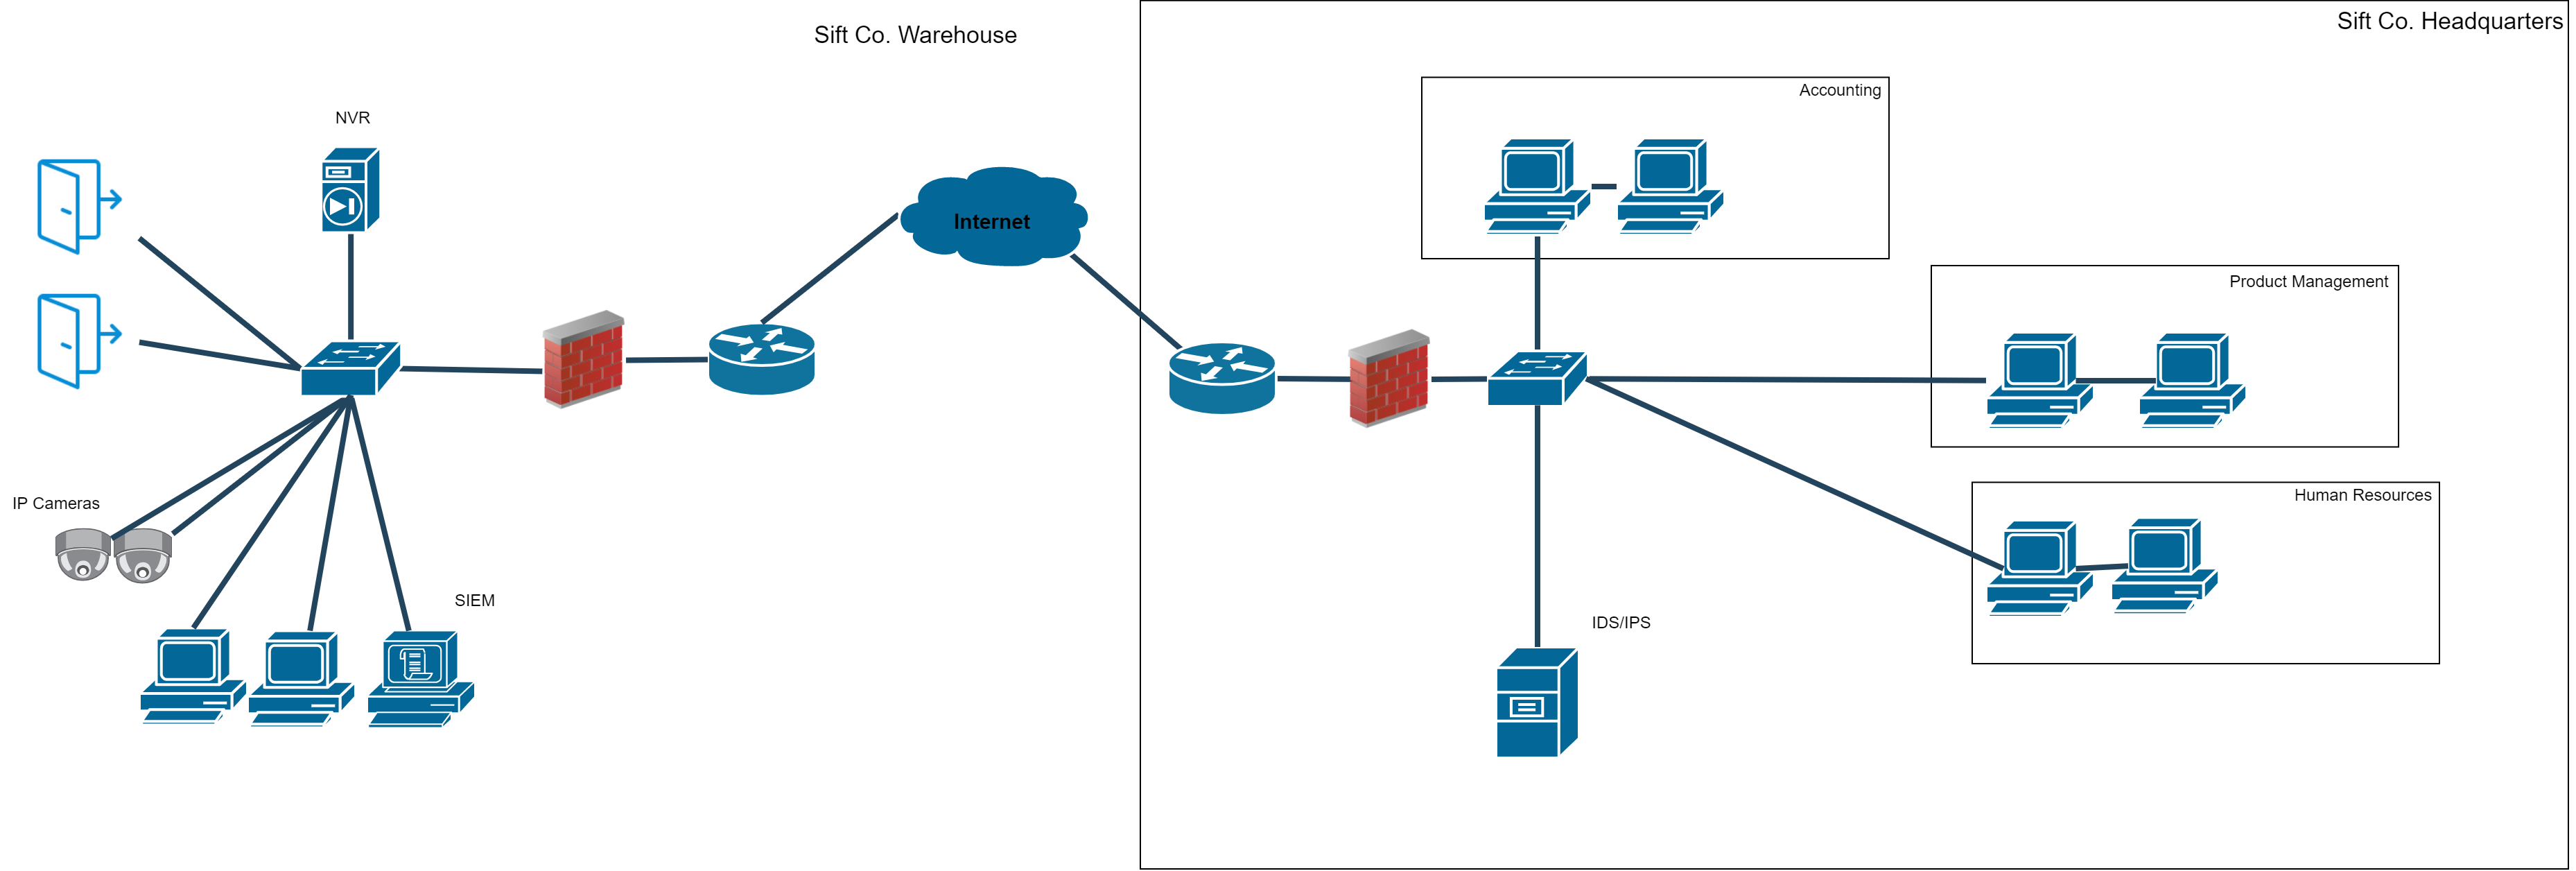 Sift Co. Warehouse
Sift Co. Headquarters
Accounting
NVR
Internet
Product Management
Human Resources
IP Cameras
SIEM
IDS/IPS